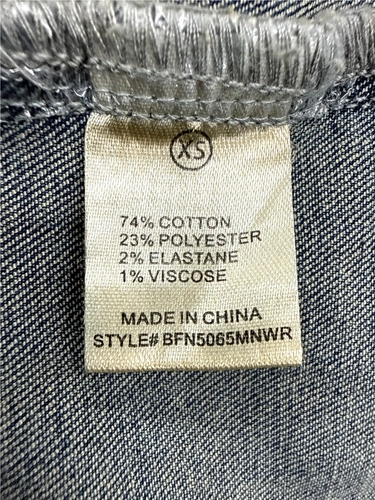 XS
74% COTTON
23% POLYESTER
2% ELASTANE
1% VISCOSE
MADE IN CHINA
STYLE# BFN5065MNWR